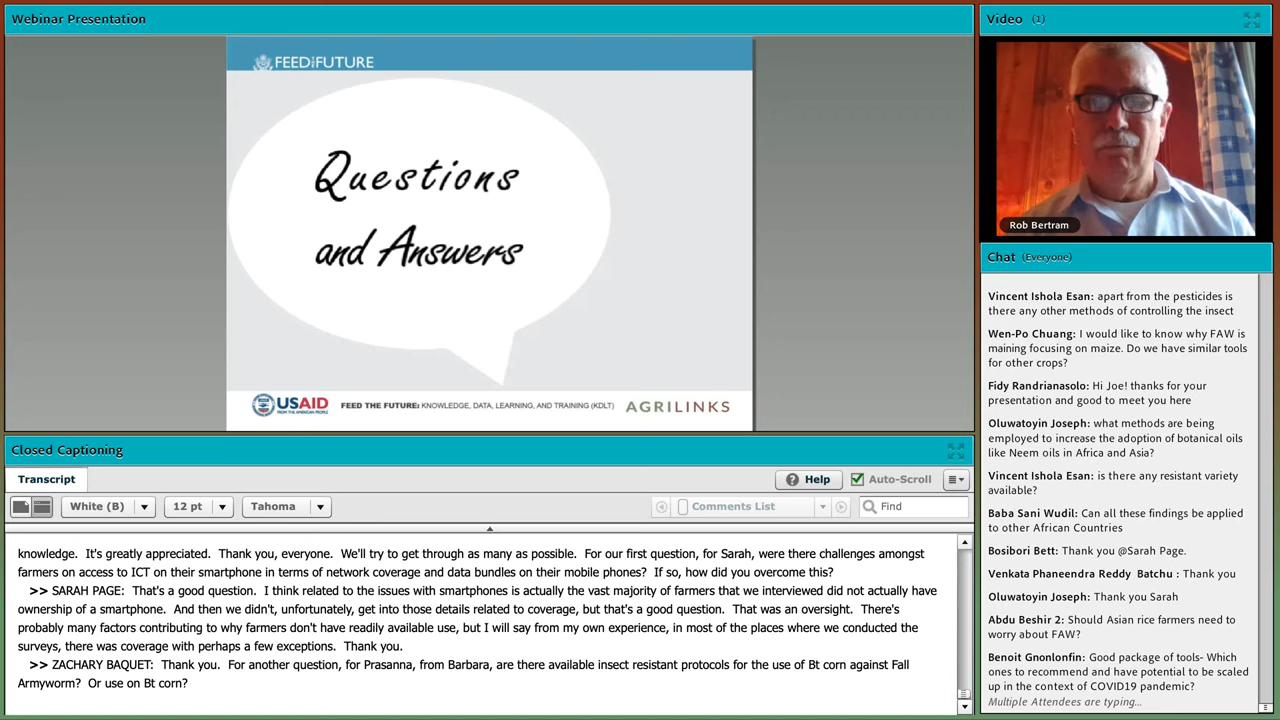 Webinar Presentation
FEED THE FUTURE
Questions
and Answers
USAID
FROM THE AMERICAN PEOPLE
FEED THE FUTURE: KNOWLEDGE, DATA, LEARNING, AND TRAINING (KDLT)
AGRILINKS
Closed Captioning
Transcript
Help
Auto-Scroll
White (B)
12 pt
Tahoma
Comments List
Find
knowledge. It's greatly appreciated. Thank you, everyone. We'll try to get through as many as possible. For our first question, for Sarah, were there challenges amongst
farmers on access to ICT on their smartphone in terms of network coverage and data bundles on their mobile phones? If so, how did you overcome this?
>> SARAH PAGE: That's a good question. I think related to the issues with smartphones is actually the vast majority of farmers that we interviewed did not actually have
ownership of a smartphone. And then we didn't, unfortunately, get into those details related to coverage, but that's a good question. That was an oversight. There's
probably many factors contributing to why farmers don't have readily available use, but I will say from my own experience, in most of the places where we conducted the
surveys, there was coverage with perhaps a few exceptions. Thank you.
>> ZACHARY BAQUET: Thank you. For another question, for Prasanna, from Barbara, are there available insect resistant protocols for the use of Bt corn against Fall
Armyworm? Or use on Bt corn?
Video (1)
Rob Bertram
Chat (Everyone)
Vincent Ishola Esan: apart from the pesticides is
there any other methods of controlling the insect
Wen-Po Chuang: I would like to know why FAW is
maining focusing on maize. Do we have similar tools
for other crops?
Fidy Randrianasolo: Hi Joe! thanks for your
presentation and good to meet you here
Oluwatoyin Joseph: what methods are being
employed to increase the adoption of botanical oils
like Neem oils in Africa and Asia?
Vincent Ishola Esan: is there any resistant variety
available?
Baba Sani Wudil: Can all these findings be applied
to other African Countries
Bosibori Bett: Thank you @Sarah Page.
Venkata Phaneendra Reddy Batchu : Thank you
Oluwatoyin Joseph: Thank you Sarah
Abdu Beshir 2: Should Asian rice farmers need to
worry about FAW?
Benoit Gnonlonfin: Good package of tools- Which
ones to recommend and have potential to be scaled
up in the context of COVID19 pandemic?
Multiple Attendees are typing...